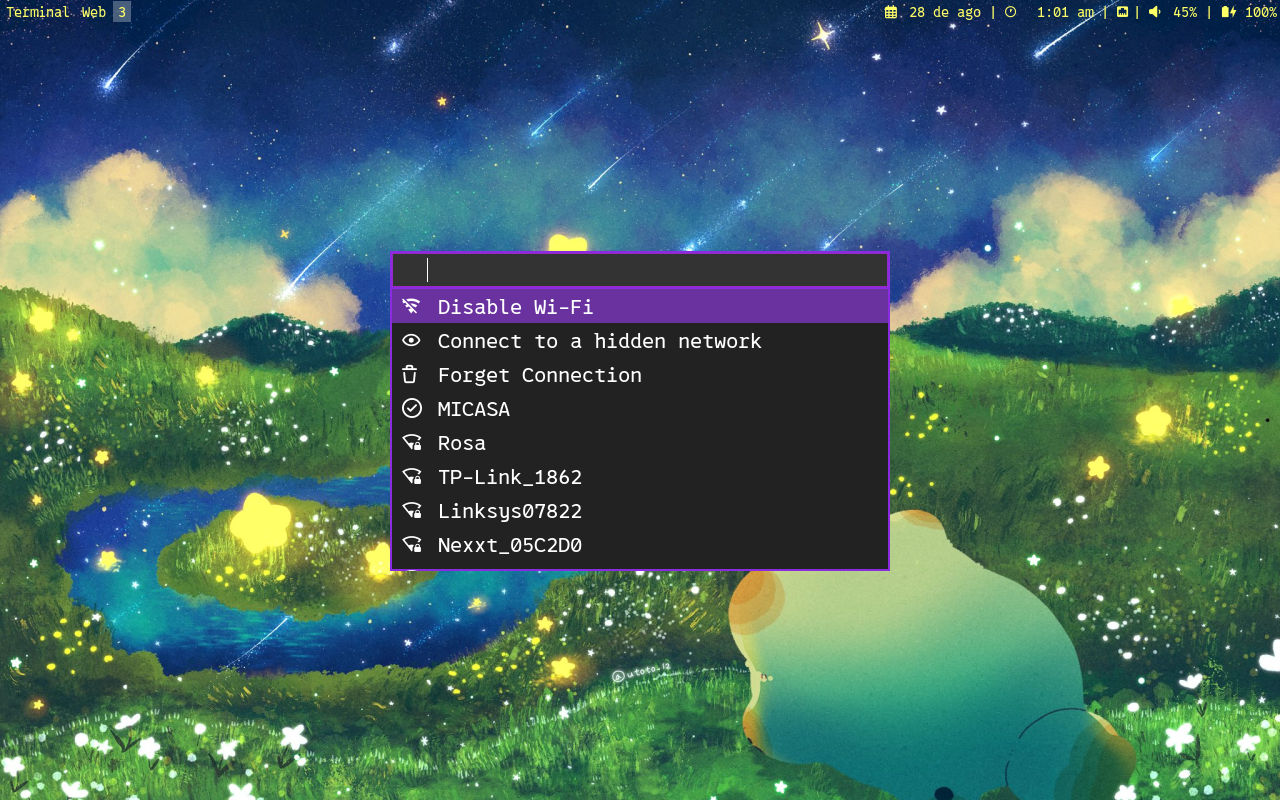 Terminal Web 3
28 de ago | 1:01 am | | 45% | 100%
Disable Wi-Fi
Connect to a hidden network
Forget Connection
MICASA
Rosa
TP-Link_1862
Linksys07822
Nexxt_05C2D0